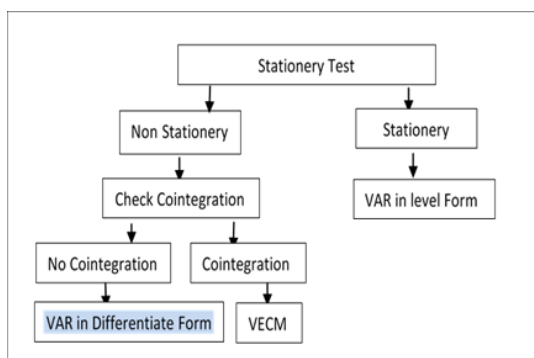 Stationery Test
Non Stationery
Stationery
Check Cointegration
VAR in level Form
No Cointegration
Cointegration
VAR in Differentiate Form
VECM